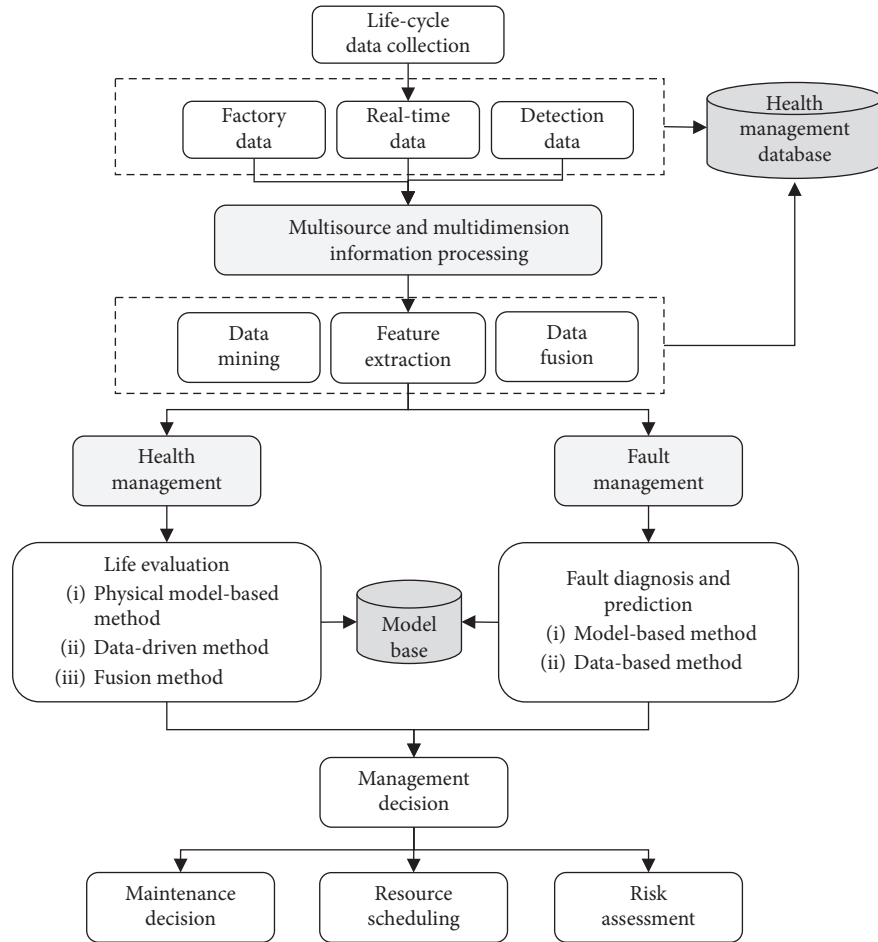 Life-cycle
data collection
Factory
data
Real-time
data
Detection
data
Health
management
database
Multisource and multidimension
information processing
Data
mining
Feature
extraction
Data
fusion
Health
management
Fault
management
Life evaluation
(i) Physical model-based
method
(ii) Data-driven method
(iii) Fusion method
Model
base
Fault diagnosis and
prediction
(i) Model-based method
(ii) Data-based method
Management
decision
Maintenance
decision
Resource
scheduling
Risk
assessment